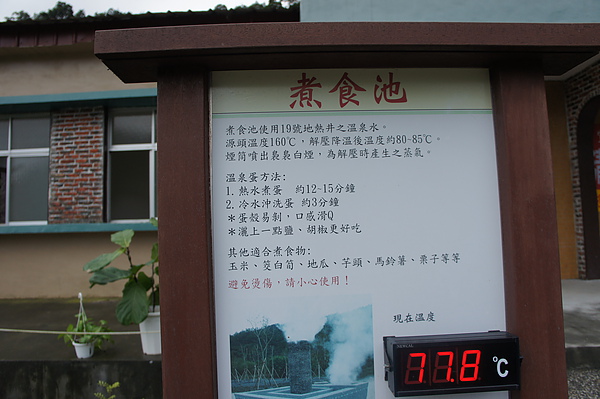 煮食池
煮食池使用19號地熱井之溫泉水。
源頭溫度160℃，解壓降溫後溫度約80-85℃。
煙筒噴出裊裊白煙，為解壓時產生之蒸氣。
溫泉蛋方法:
1. 熱水煮蛋 約12-15分鐘
2. 冷水沖洗蛋 約3分鐘
＊蛋殼易剝，口感滑Q
＊灑上一點鹽、胡椒更好吃
其他適合煮食物:
玉米、筊白筍、地瓜、芋頭、馬鈴薯、栗子等等
避免燙傷，請小心使用！
現在溫度
77.8 ℃